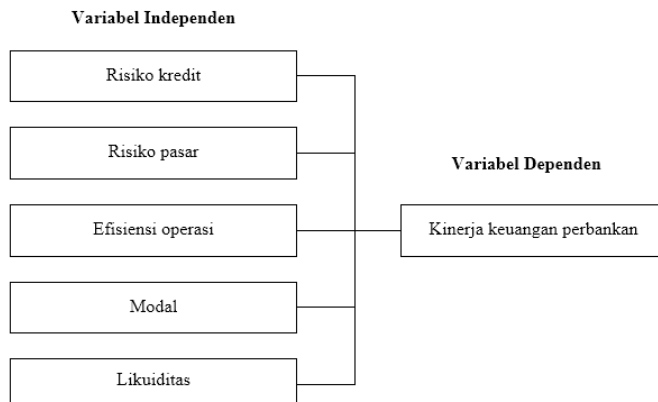 Variabel Independen
Risiko kredit
Risiko pasar
Efisiensi operasi
Modal
Likuiditas
Variabel Dependen
Kinerja keuangan perbankan